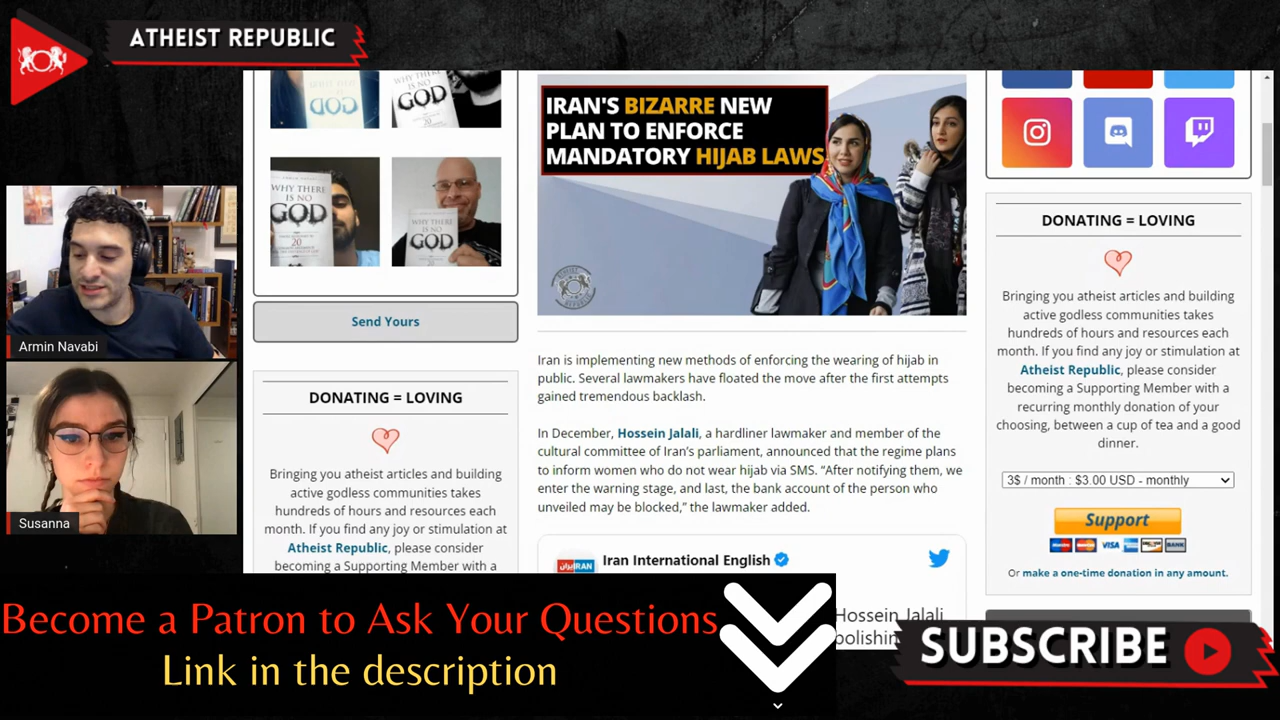 ATHEIST REPUBLIC
GOD
WHY THERE
IS NO
GOD
WHY THERE
IS NO
GOD
20
WHY THERE
IS NO
GOD
Send Yours
DONATING = LOVING
Bringing you atheist articles and building
active godless communities takes
hundreds of hours and resources each
month. If you find any joy or stimulation at
Atheist Republic, please consider
becoming a Supporting Member with a
Armin Navabi
Susanna
IRAN'S BIZARRE NEW
PLAN TO ENFORCE
MANDATORY HIJAB LAWS
Iran is implementing new methods of enforcing the wearing of hijab in
public. Several lawmakers have floated the move after the first attempts
gained tremendous backlash.
In December, Hossein Jalali, a hardliner lawmaker and member of the
cultural committee of Iran's parliament, announced that the regime plans
to inform women who do not wear hijab via SMS. “After notifying them, we
enter the warning stage, and last, the bank account of the person who
unveiled may be blocked,” the lawmaker added.
Iran International English
Hossein Jalali
DONATING = LOVING
Bringing you atheist articles and building
active godless communities takes
hundreds of hours and resources each
month. If you find any joy or stimulation at
Atheist Republic, please consider
becoming a Supporting Member with a
recurring monthly donation of your
choosing, between a cup of tea and a good
dinner.
3$ / month : $3.00 USD - monthly
Support
VISA
BANK
Or make a one-time donation in any amount.
Become a Patron to Ask Your Questions
Link in the description
SUBSCRIBE